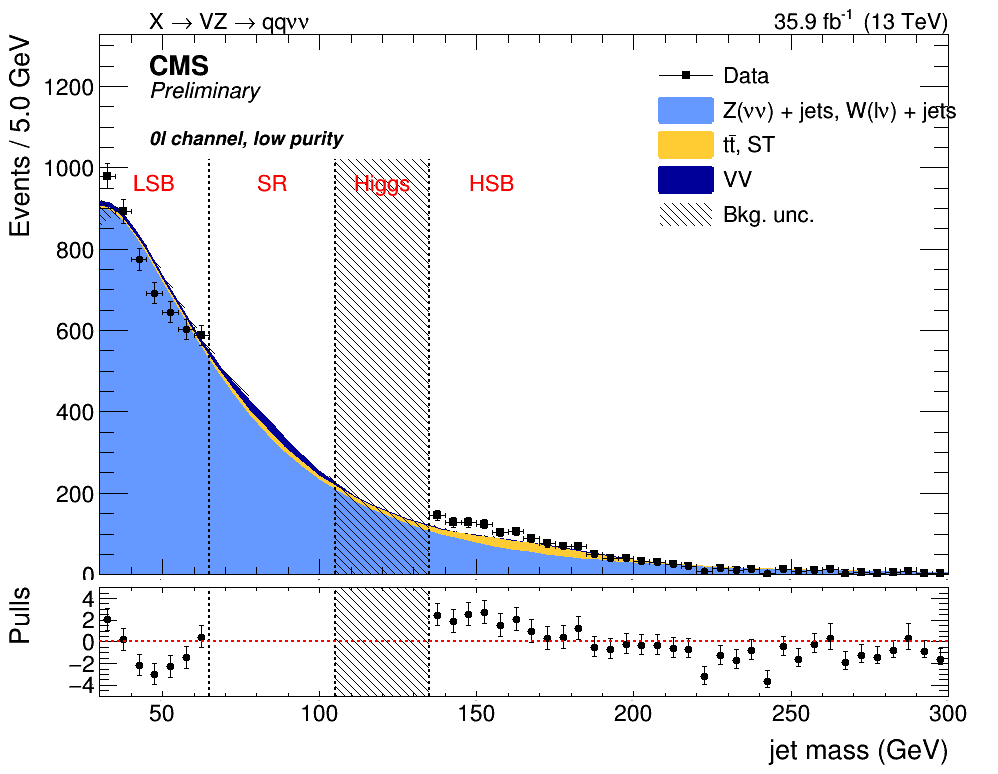 X → VZ → qqνν
35.9 fb⁻¹ (13 TeV)
Events / 5.0 GeV
CMS
Preliminary
0l channel, low purity
Data
Z(νν) + jets, W(lν) + jets
tt̄, ST
VV
Bkg. unc.
LSB
SR
Higgs
HSB
1200
1000
800
600
400
200
0
Pulls
4
2
0
−2
−4
50
100
150
200
250
300
jet mass (GeV)